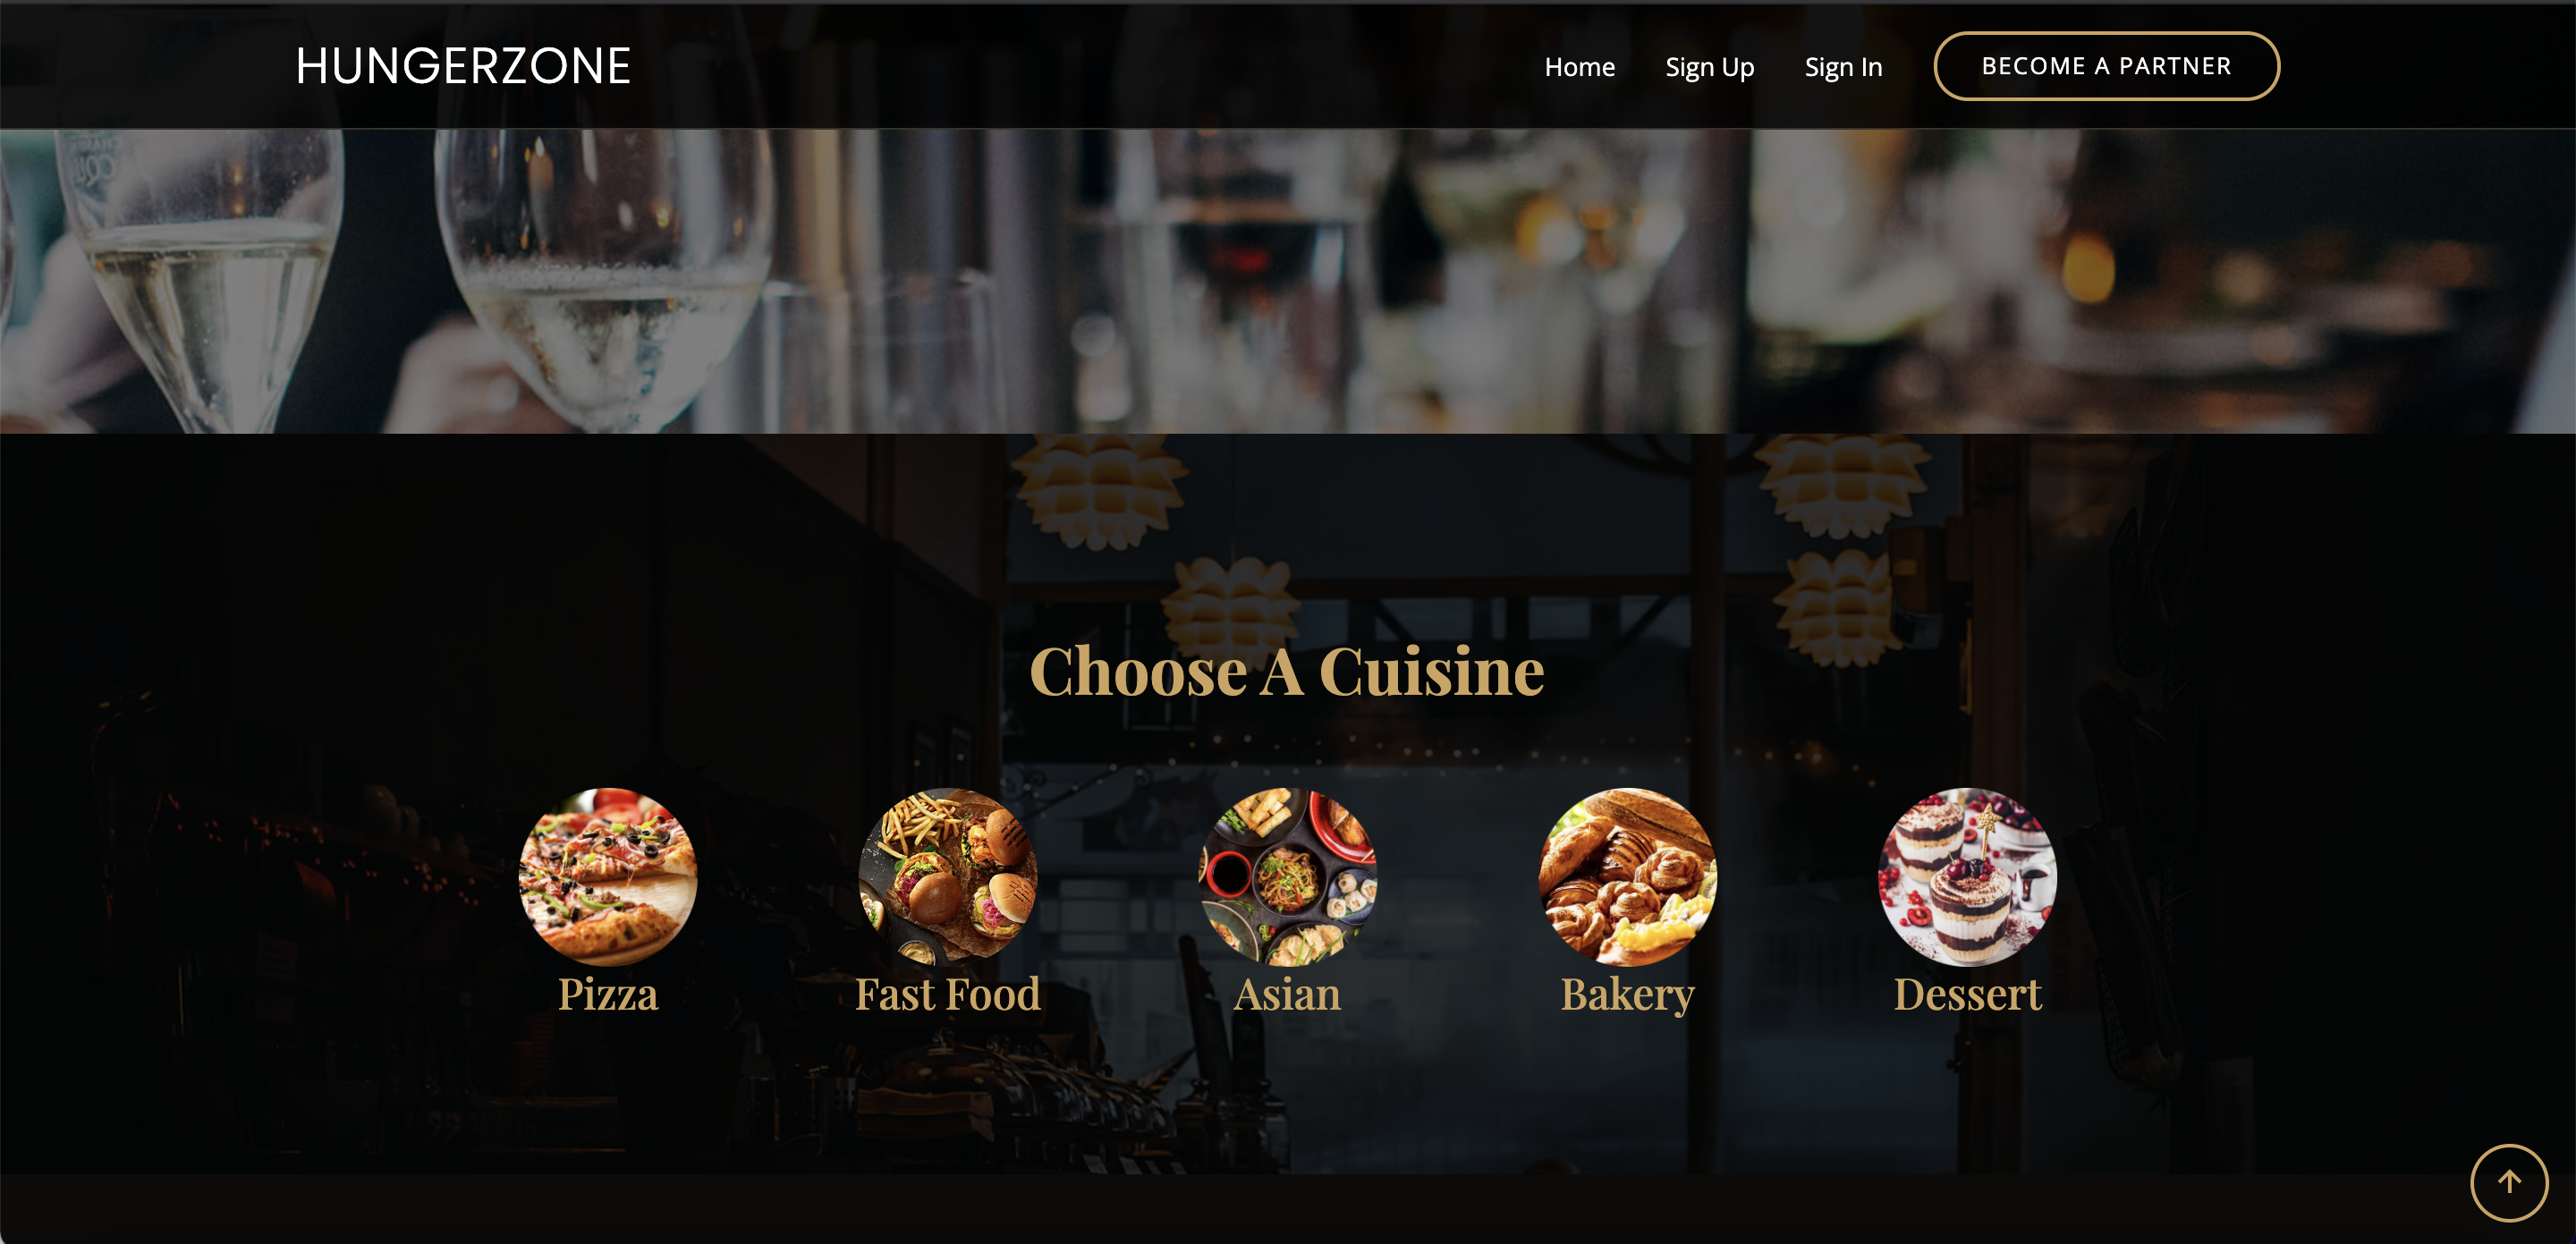 HUNGERZONE
Home Sign Up Sign In BECOME A PARTNER
Choose A Cuisine
Pizza Fast Food Asian Bakery Dessert